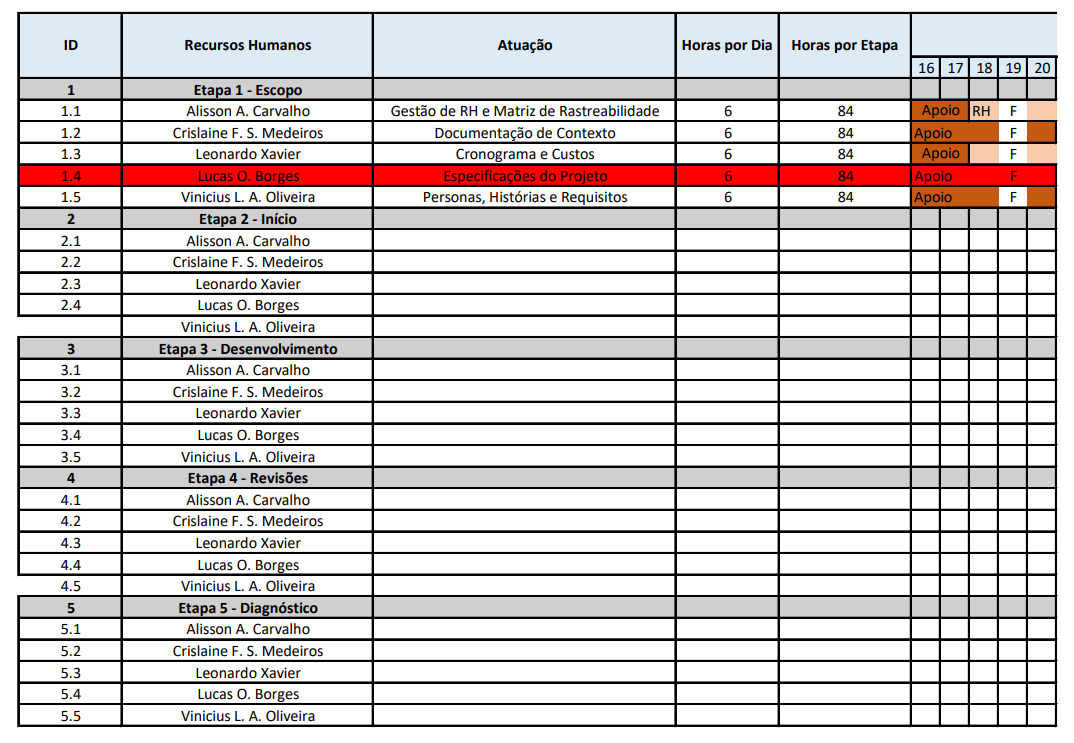 ID Recursos Humanos Atuação Horas por Dia Horas por Etapa
16 17 18 19 20
1 Etapa 1 - Escopo
1.1 Alisson A. Carvalho Gestão de RH e Matriz de Rastreabilidade 6 84 Apoio RH F
1.2 Crislaine F. S. Medeiros Documentação de Contexto 6 84 Apoio F
1.3 Leonardo Xavier Cronograma e Custos 6 84 Apoio F
1.4 Lucas O. Borges Especificações do Projeto 6 84 Apoio F
1.5 Vinicius L. A. Oliveira Personas, Histórias e Requisitos 6 84 Apoio F
2 Etapa 2 - Início
2.1 Alisson A. Carvalho
2.2 Crislaine F. S. Medeiros
2.3 Leonardo Xavier
2.4 Lucas O. Borges
Vinicius L. A. Oliveira
3 Etapa 3 - Desenvolvimento
3.1 Alisson A. Carvalho
3.2 Crislaine F. S. Medeiros
3.3 Leonardo Xavier
3.4 Lucas O. Borges
3.5 Vinicius L. A. Oliveira
4 Etapa 4 - Revisões
4.1 Alisson A. Carvalho
4.2 Crislaine F. S. Medeiros
4.3 Leonardo Xavier
4.4 Lucas O. Borges
4.5 Vinicius L. A. Oliveira
5 Etapa 5 - Diagnóstico
5.1 Alisson A. Carvalho
5.2 Crislaine F. S. Medeiros
5.3 Leonardo Xavier
5.4 Lucas O. Borges
5.5 Vinicius L. A. Oliveira